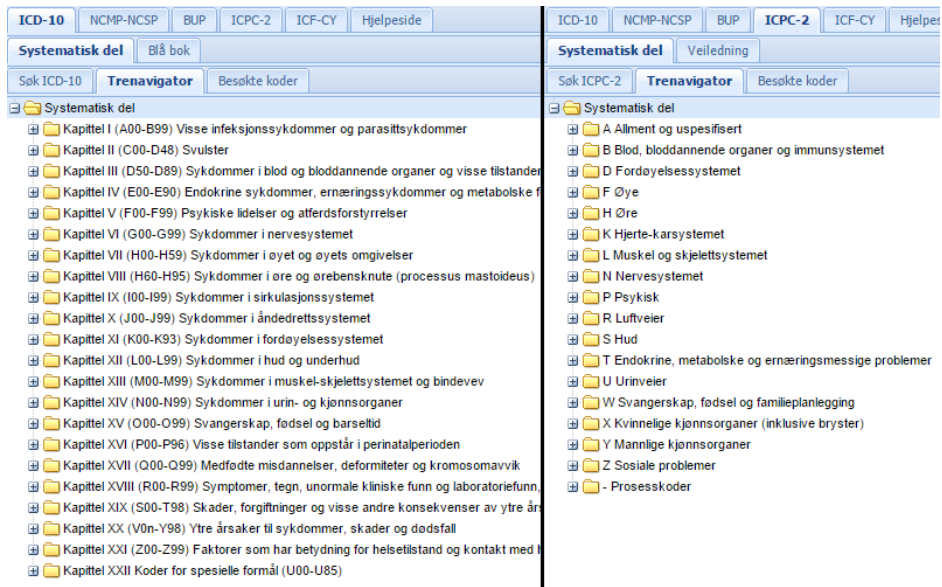 ICD-10 NCMP-NCSP BUP ICPC-2 ICF-CY Hjelpeside
Systematisk del Blå bok
Søk ICD-10 Trenavigator Besøkte koder
Systematisk del
Kapittel I (A00-B99) Visse infeksjonssykdommer og parasittsykdommer
Kapittel II (C00-D48) Svulster
Kapittel III (D50-D89) Sykdommer i blod og bloddannende organer og visse tilstander
Kapittel IV (E00-E90) Endokrine sykdommer, ernæringssykdommer og metabolske f
Kapittel V (F00-F99) Psykiske lidelser og atferdsforstyrrelser
Kapittel VI (G00-G99) Sykdommer i nervesystemet
Kapittel VII (H00-H59) Sykdommer i øyet og øyets omgivelser
Kapittel VIII (H60-H95) Sykdommer i øre og ørebensknute (processus mastoideus)
Kapittel IX (I00-I99) Sykdommer i sirkulasjonssystemet
Kapittel X (J00-J99) Sykdommer i åndedrettssystemet
Kapittel XI (K00-K93) Sykdommer i fordøyelsessystemet
Kapittel XII (L00-L99) Sykdommer i hud og underhud
Kapittel XIII (M00-M99) Sykdommer i muskel-skjelettsystemet og bindevev
Kapittel XIV (N00-N99) Sykdommer i urin- og kjønnsorganer
Kapittel XV (O00-O99) Svangerskap, fødsel og barseltid
Kapittel XVI (P00-P96) Visse tilstander som oppstår i perinatalperioden
Kapittel XVII (Q00-Q99) Medfødte misdannelser, deformiteter og kromosomavvik
Kapittel XVIII (R00-R99) Symptomer, tegn, unormale kliniske funn og laboratoriefunn,
Kapittel XIX (S00-T98) Skader, forgiftninger og visse andre konsekvenser av ytre års
Kapittel XX (V0n-Y98) Ytre årsaker til sykdommer, skader og dødsfall
Kapittel XXI (Z00-Z99) Faktorer som har betydning for helsetilstand og kontakt med h
Kapittel XXII Koder for spesielle formål (U00-U85)
ICD-10 NCMP-NCSP BUP ICPC-2 ICF-CY Hjelpes
Systematisk del Veiledning
Søk ICPC-2 Trenavigator Besøkte koder
Systematisk del
A Allment og uspesifisert
B Blod, bloddannende organer og immunsystemet
D Fordøyelsessystemet
F Øye
H Øre
K Hjerte-karsystemet
L Muskel og skjelettsystemet
N Nervesystemet
P Psykisk
R Luftveier
S Hud
T Endokrine, metabolske og ernæringsmessige problemer
U Urinveier
W Svangerskap, fødsel og familieplanlegging
X Kvinnelige kjønnsorganer (inklusive bryster)
Y Mannlige kjønnsorganer
Z Sosiale problemer
- Prosesskoder